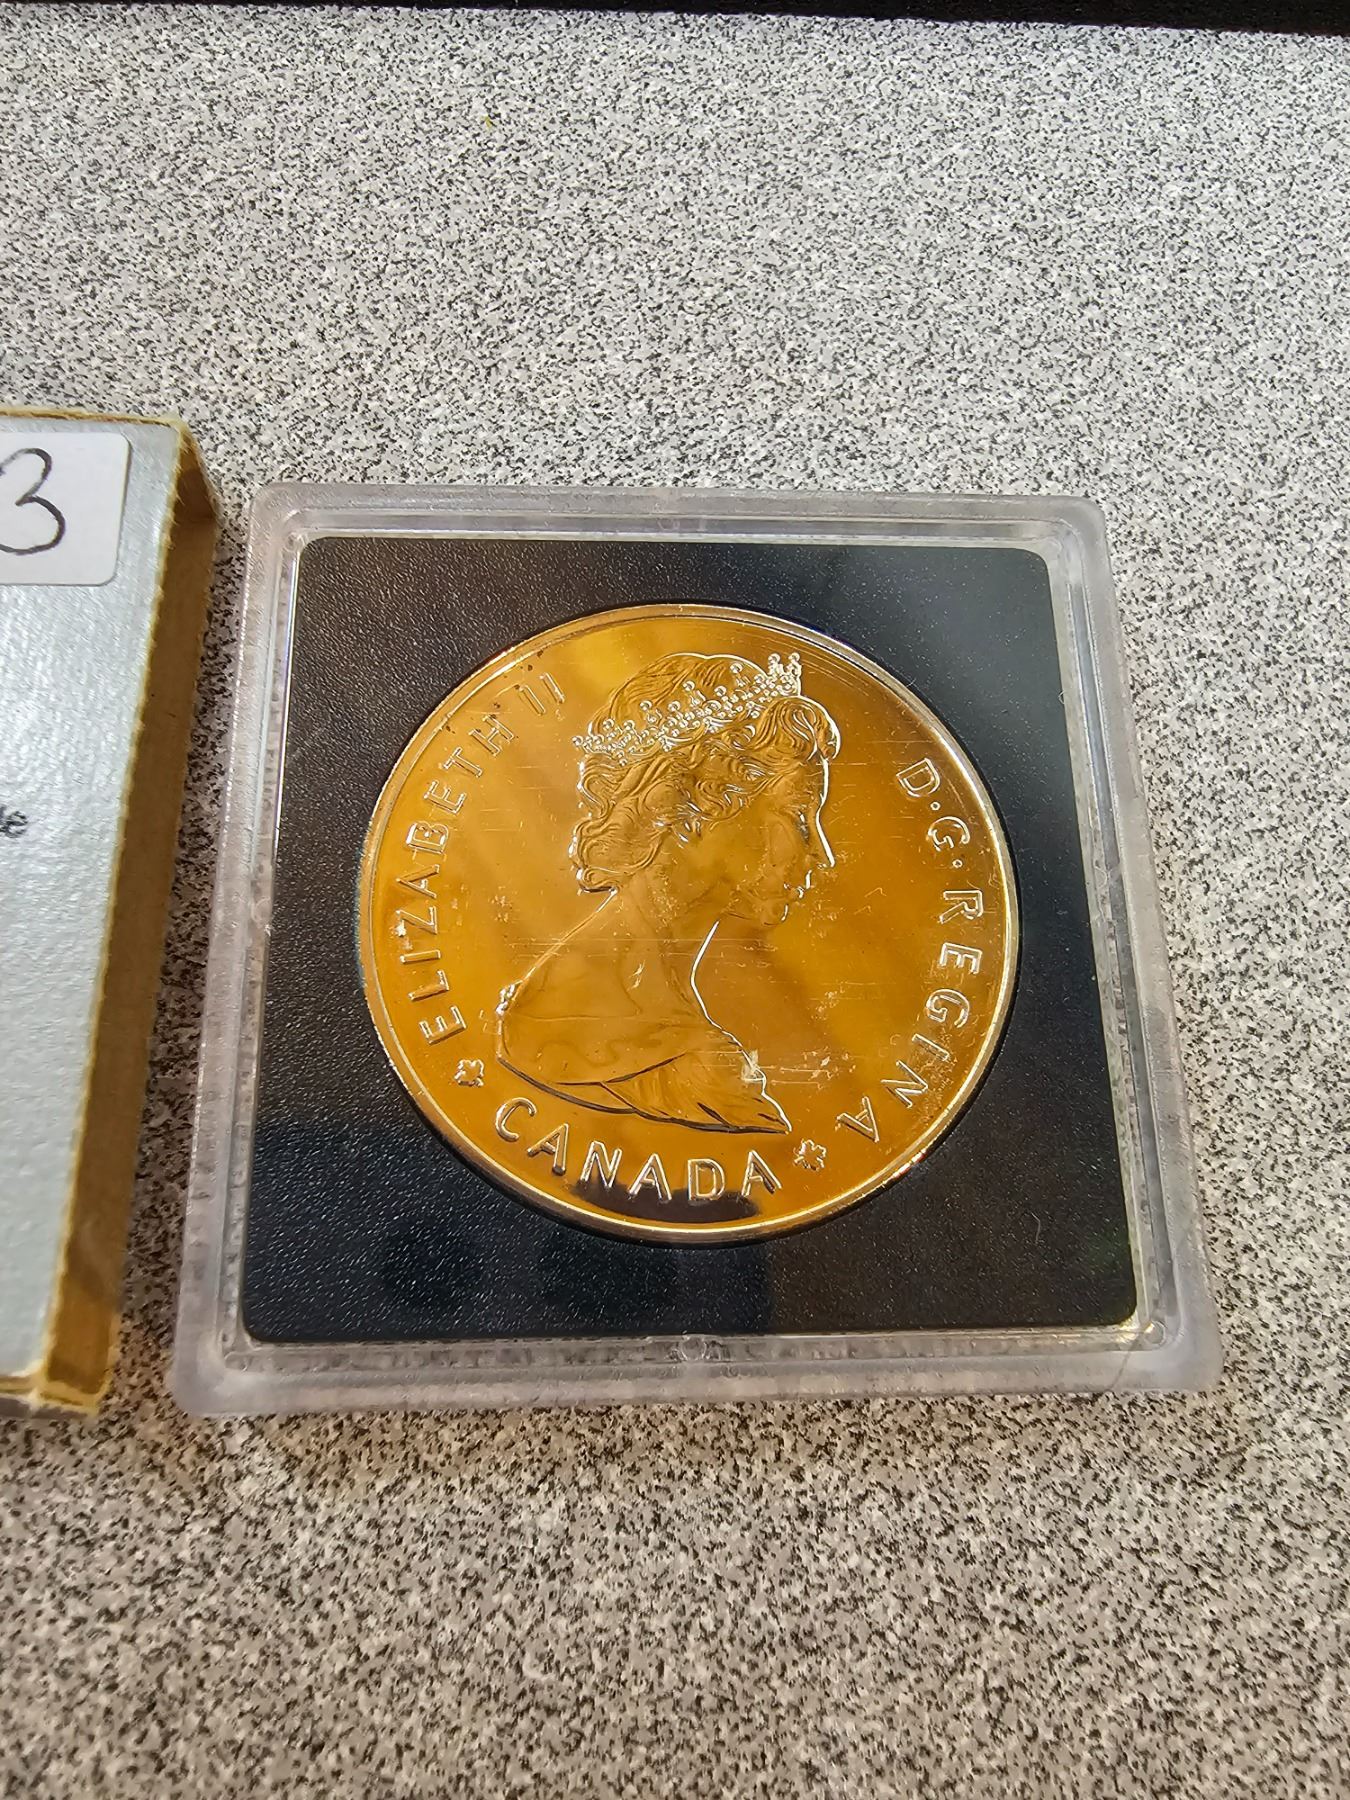 3
ELIZABETH II
D·G·REGINA
CANADA